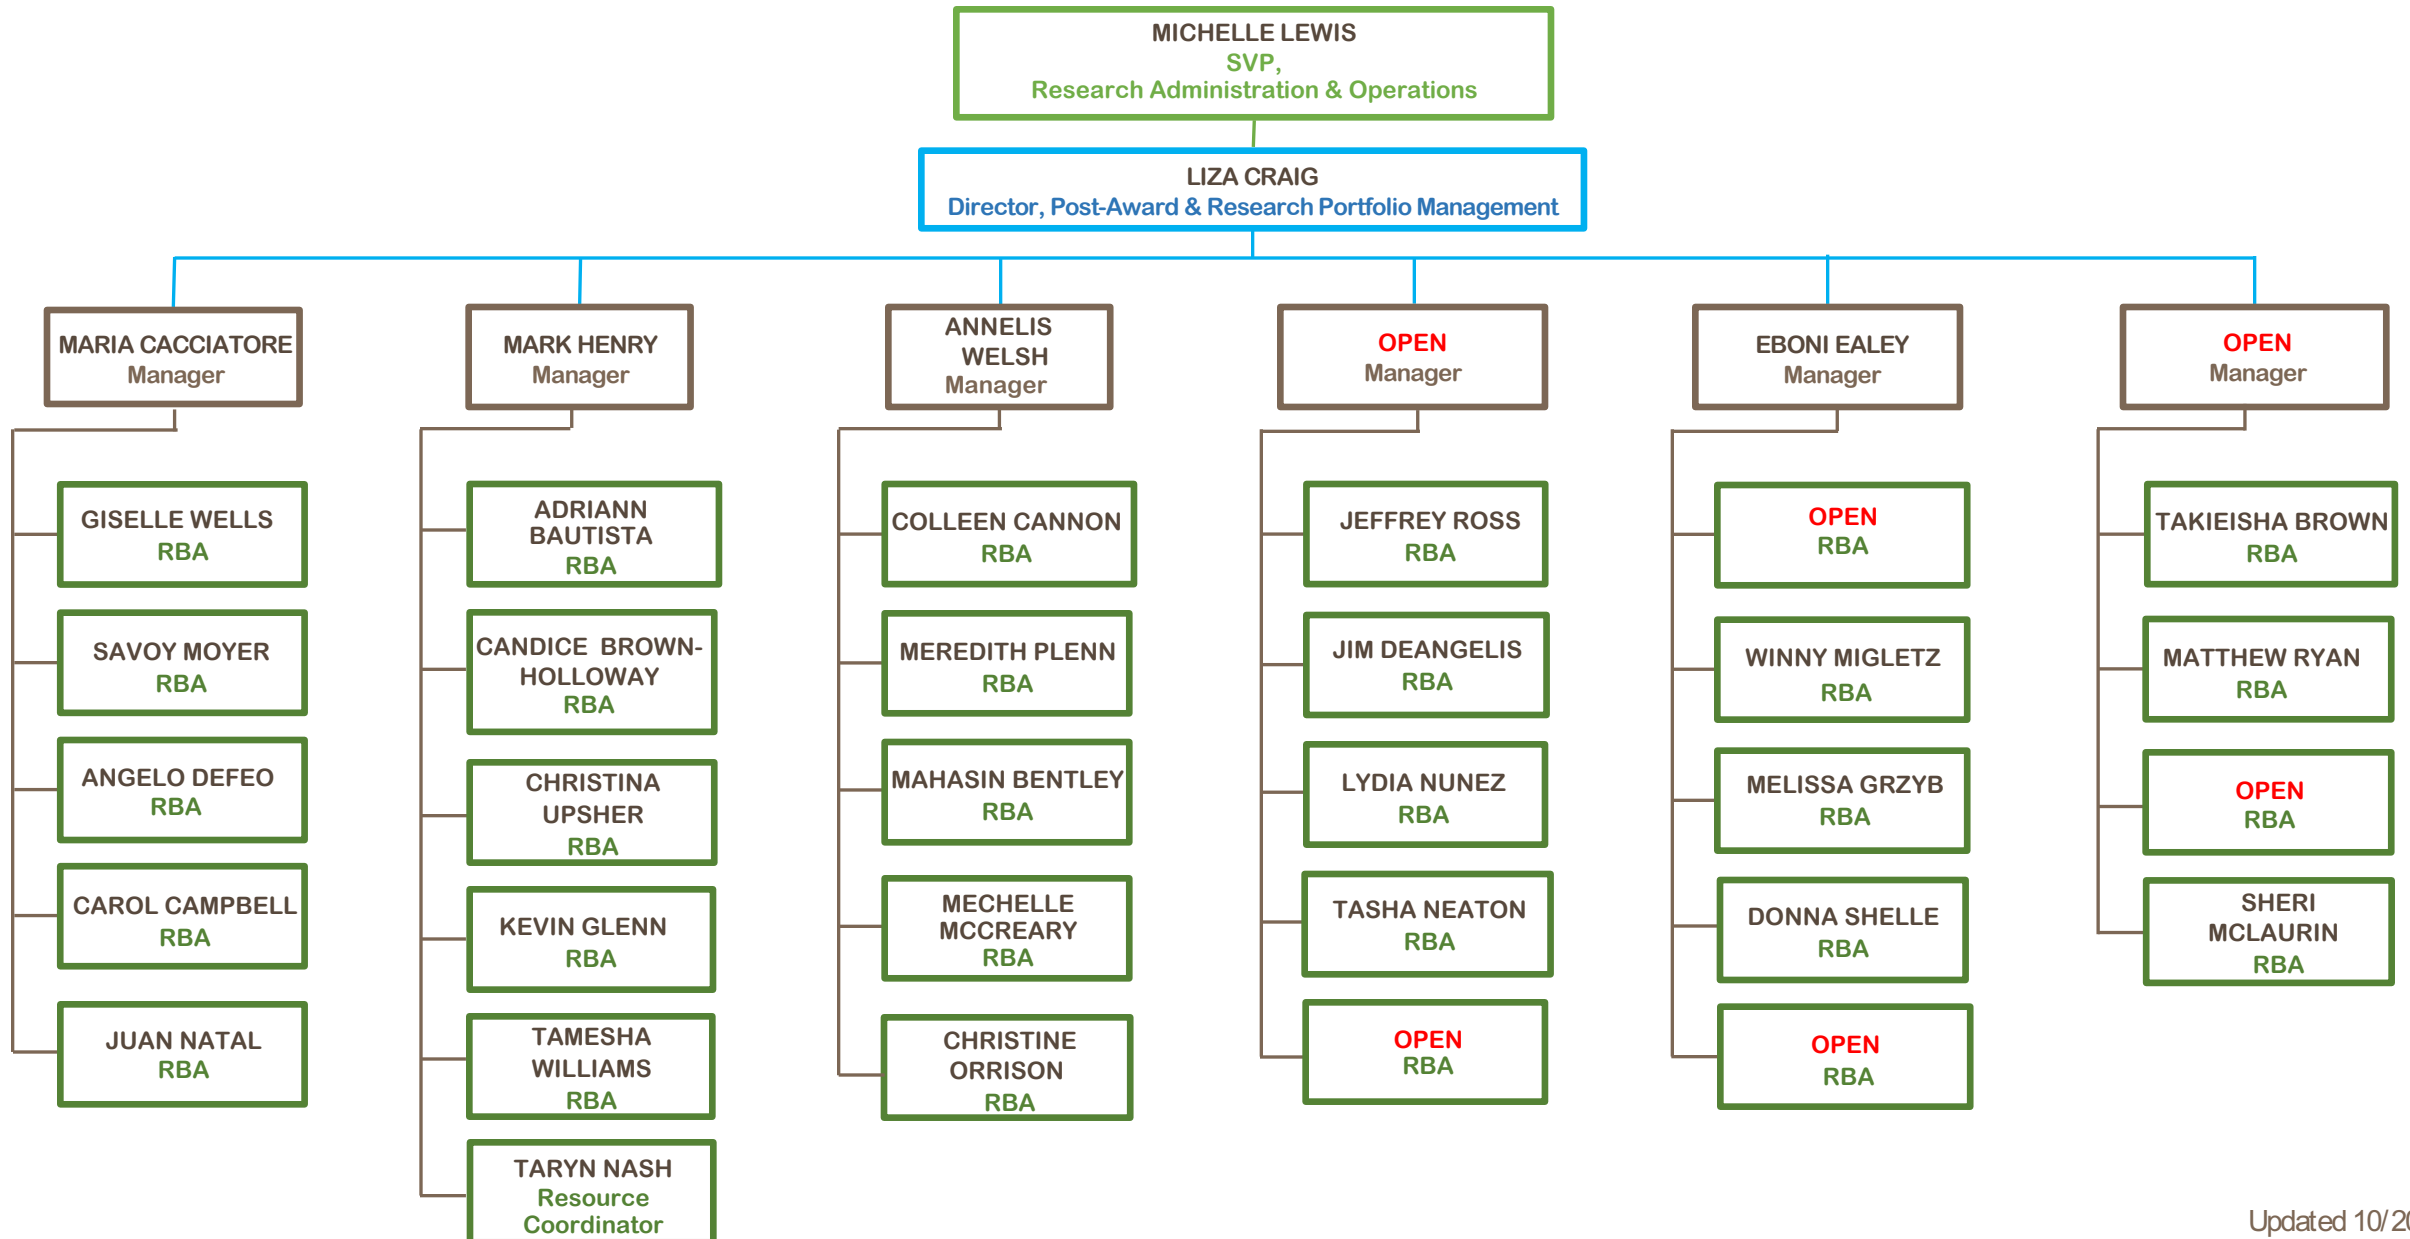 MICHELLE LEWIS
SVP,
Research Administration & Operations
LIZA CRAIG
Director, Post-Award & Research Portfolio Management
MARIA CACCIATORE
Manager
MARK HENRY
Manager
ANNELIS
WELSH
Manager
OPEN
Manager
EBONI EALEY
Manager
OPEN
Manager
GISELLE WELLS
RBA
SAVOY MOYER
RBA
ANGELO DEFEO
RBA
CAROL CAMPBELL
RBA
JUAN NATAL
RBA
ADRIANN
BAUTISTA
RBA
CANDICE BROWN-
HOLLOWAY
RBA
CHRISTINA
UPSHER
RBA
KEVIN GLENN
RBA
TAMESHA
WILLIAMS
RBA
TARYN NASH
Resource
Coordinator
COLLEEN CANNON
RBA
MEREDITH PLENN
RBA
MAHASIN BENTLEY
RBA
MECHELLE
MCCREARY
RBA
CHRISTINE
ORRISON
RBA
JEFFREY ROSS
RBA
JIM DEANGELIS
RBA
LYDIA NUNEZ
RBA
TASHA NEATON
RBA
OPEN
RBA
OPEN
RBA
WINNY MIGLETZ
RBA
MELISSA GRZYB
RBA
DONNA SHELLE
RBA
OPEN
RBA
TAKIEISHA BROWN
RBA
MATTHEW RYAN
RBA
OPEN
RBA
SHERI
MCLAURIN
RBA
Updated 10/20